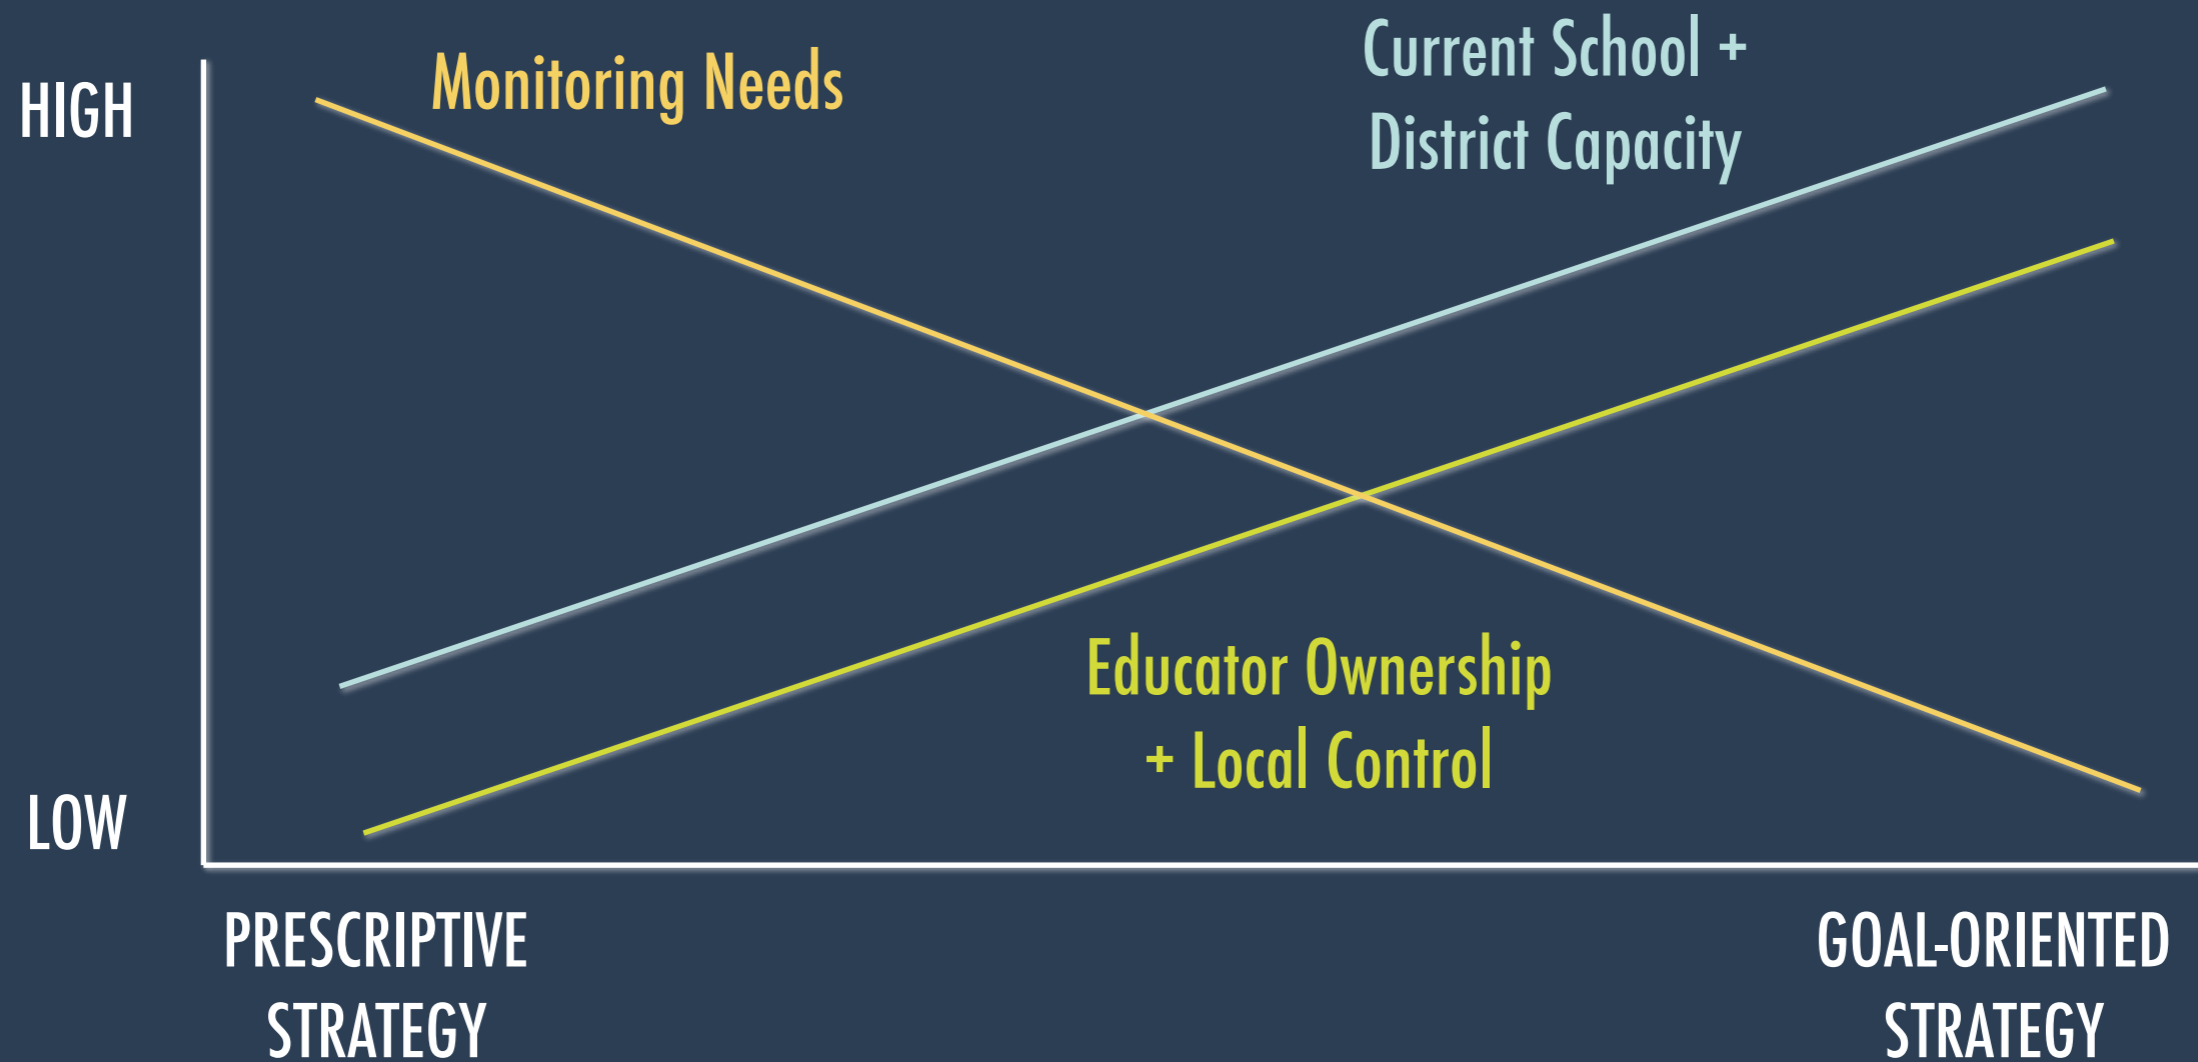 HIGH
Monitoring Needs
Current School +
District Capacity
Educator Ownership
+ Local Control
LOW
PRESCRIPTIVE
STRATEGY
GOAL-ORIENTED
STRATEGY